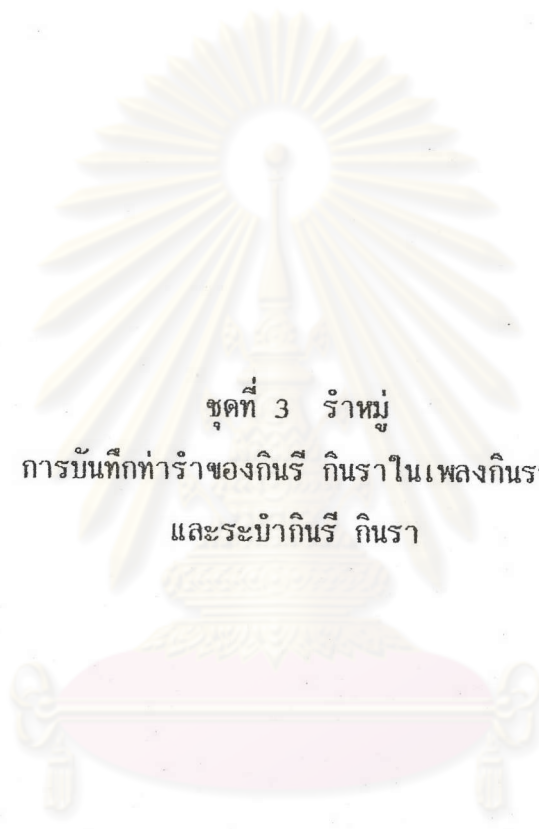 ชุดที่ 3 รำหมู่
การบันทึกท่ารำของกินรี กินราในเพลงกินรา
และระบำกินรี กินรา